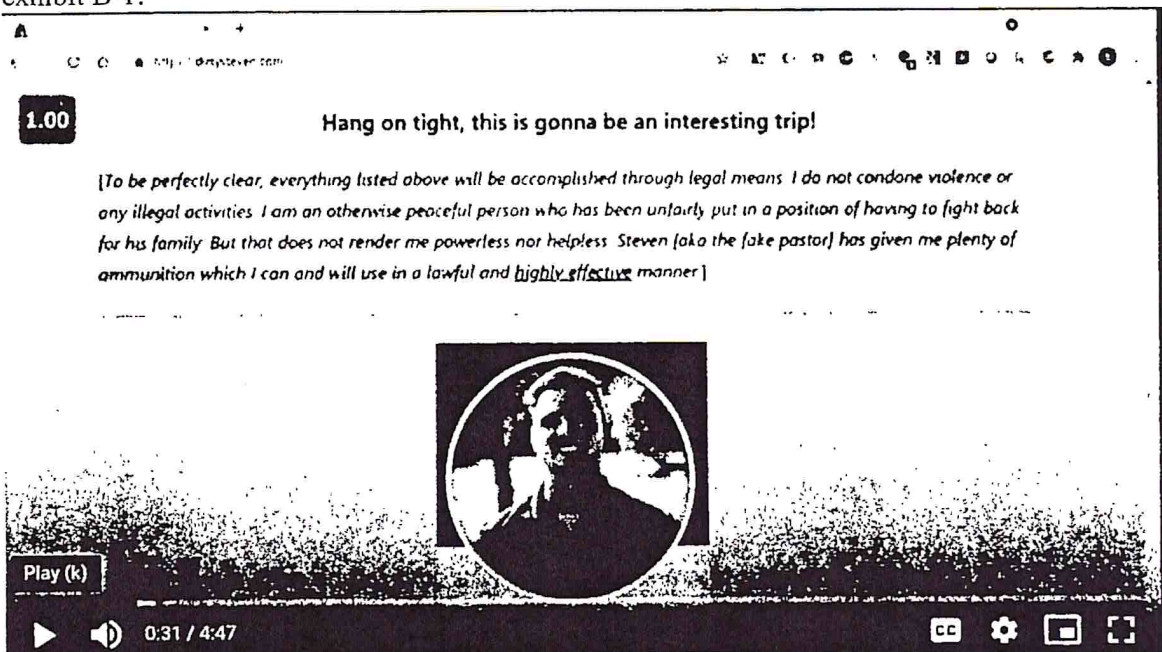 exhibit B-1.
1.00
Hang on tight, this is gonna be an interesting trip!
[To be perfectly clear, everything listed above will be accomplished through legal means. I do not condone violence or
any illegal activities. I am an otherwise peaceful person who has been unfairly put in a position of having to fight back
for his family. But that does not render me powerless nor helpless. Steven [aka the fake pastor] has given me plenty of
ammunition which I can and will use in a lawful and highly effective manner.]
Play (k)
0:31 / 4:47
CC